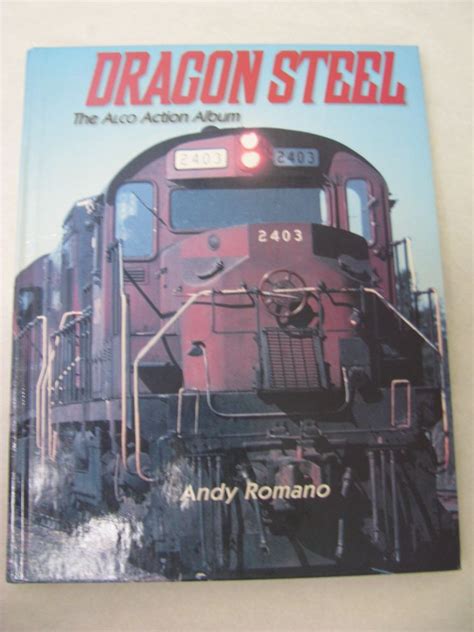 DRAGON STEEL
The ALCO Action Album
2403 2403
2403
Andy Romano